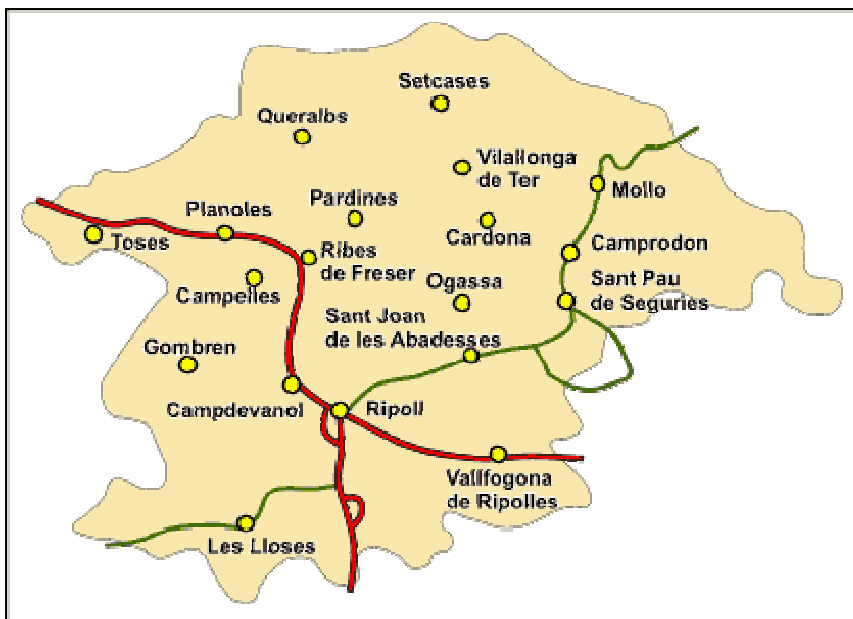 Setcases
Queralbs
Vilallonga
de Ter
Mollo
Pardines
Planoles
Cardona
Toses
Camprodon
Ribes
de Freser
Campelles
Ogassa
Sant Pau
de Seguries
Sant Joan
de les Abadesses
Gombren
Campdevanol
Ripoll
Vallfogona
de Ripolles
Les Lloses